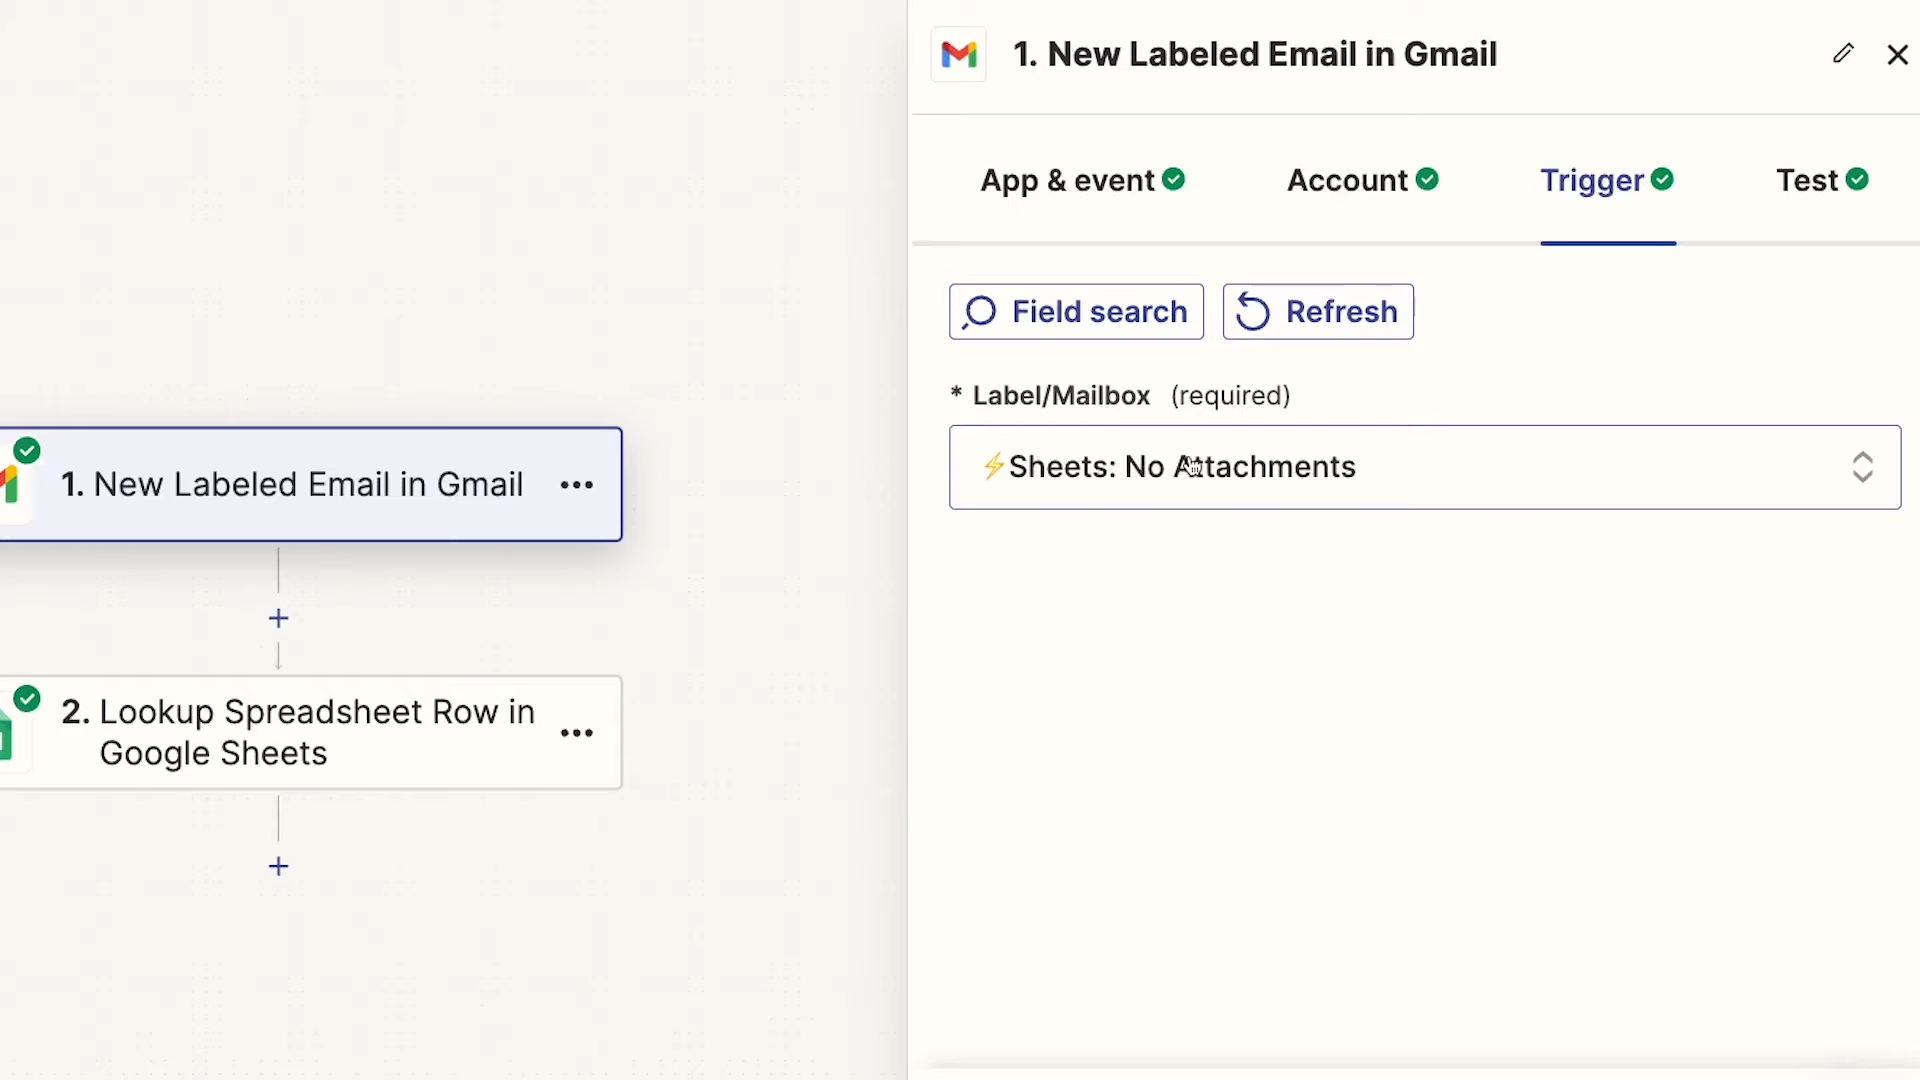 1. New Labeled Email in Gmail
App & event
Account
Trigger
Test
Field search
Refresh
* Label/Mailbox (required)
⚡Sheets: No Attachments
1. New Labeled Email in Gmail
2. Lookup Spreadsheet Row in
Google Sheets